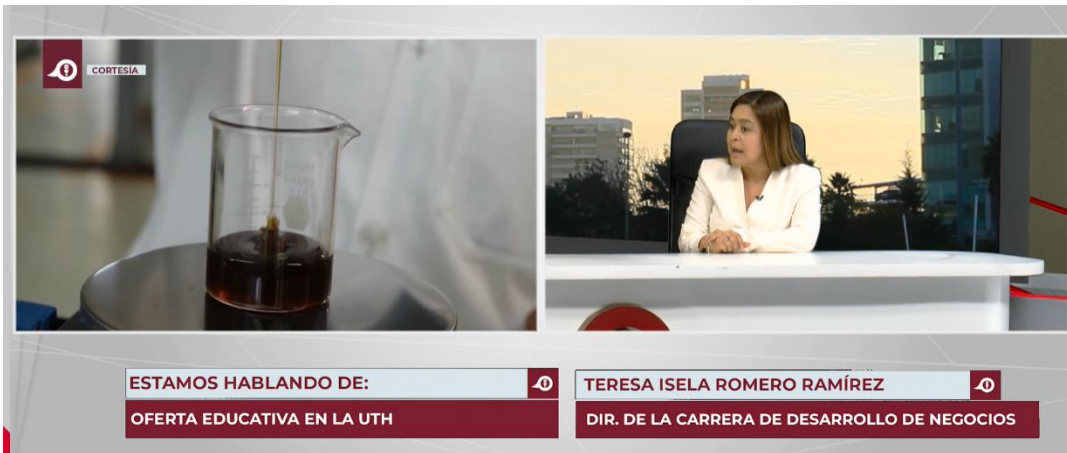 CORTESÍA
ESTAMOS HABLANDO DE:
OFERTA EDUCATIVA EN LA UTH
TERESA ISELA ROMERO RAMÍREZ
DIR. DE LA CARRERA DE DESARROLLO DE NEGOCIOS